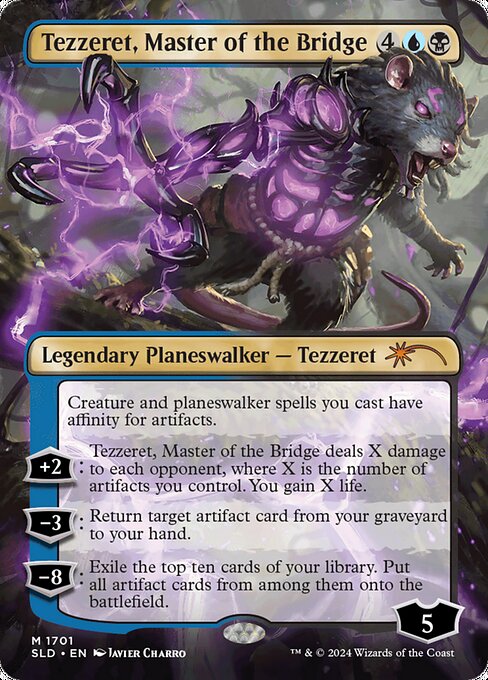 Tezzeret, Master of the Bridge 4
Legendary Planeswalker — Tezzeret
Creature and planeswalker spells you cast have
affinity for artifacts.
+2: Tezzeret, Master of the Bridge deals X damage
to each opponent, where X is the number of
artifacts you control. You gain X life.
−3: Return target artifact card from your graveyard
to your hand.
−8: Exile the top ten cards of your library. Put
all artifact cards from among them onto the
battlefield.
5
M 1701
SLD • EN Javier Charro
™ & © 2024 Wizards of the Coast